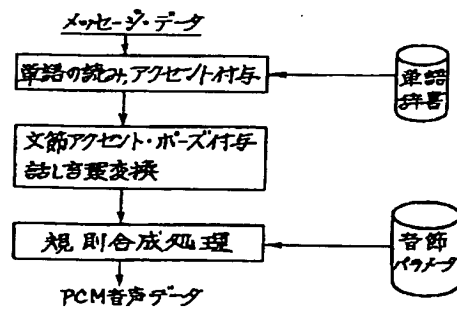 メッセージ・データ
単語の読み,アクセント付与
単語
辞書
文節アクセント・ポーズ付与
話し言葉変換
規則合成処理
音節
パラメータ
PCM音声データ